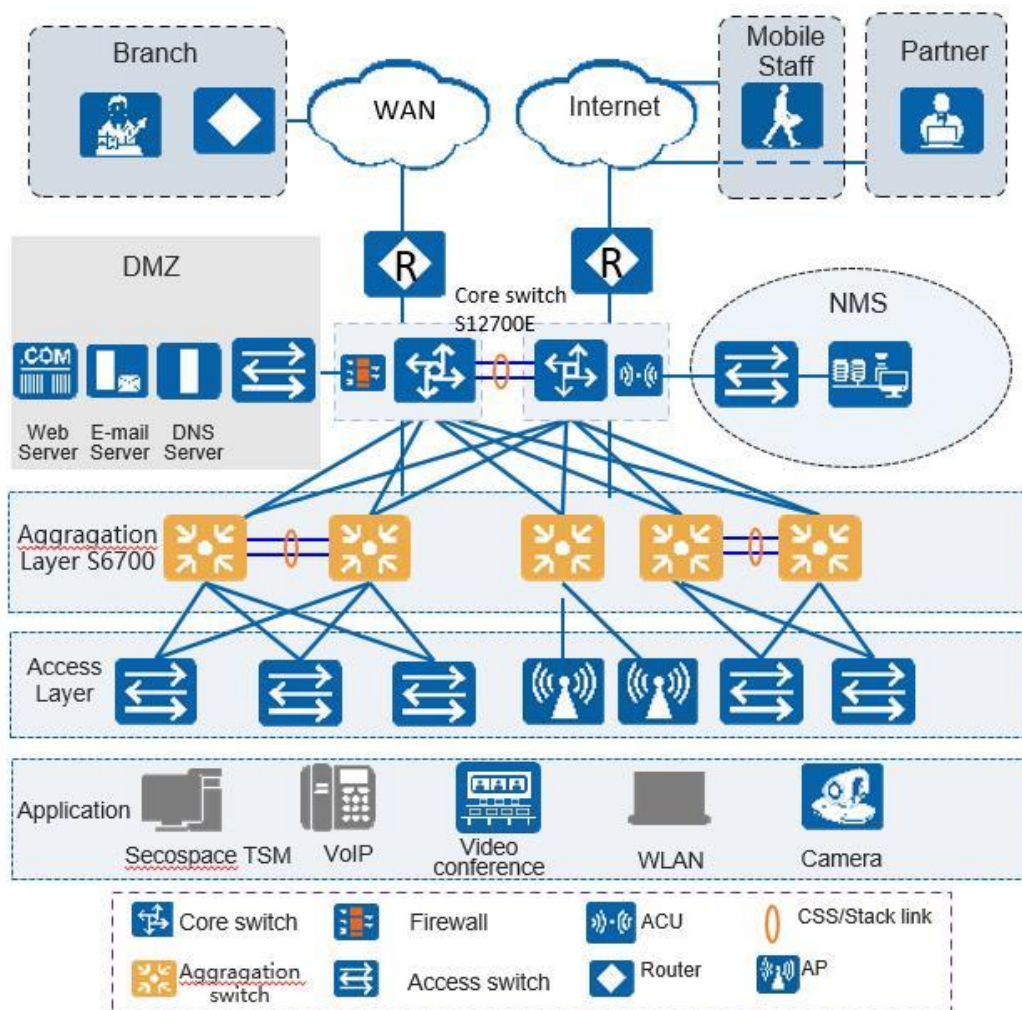 Branch
WAN
Internet
Mobile
Staff
Partner
DMZ
R
R
Core switch
S12700E
NMS
.COM
Web
Server
E-mail
Server
DNS
Server
Aggragation
Layer S6700
Access
Layer
Application
Secospace TSM
VoIP
Video
conference
WLAN
Camera
Core switch
Firewall
ACU
CSS/Stack link
Aggragation
switch
Access switch
Router
AP